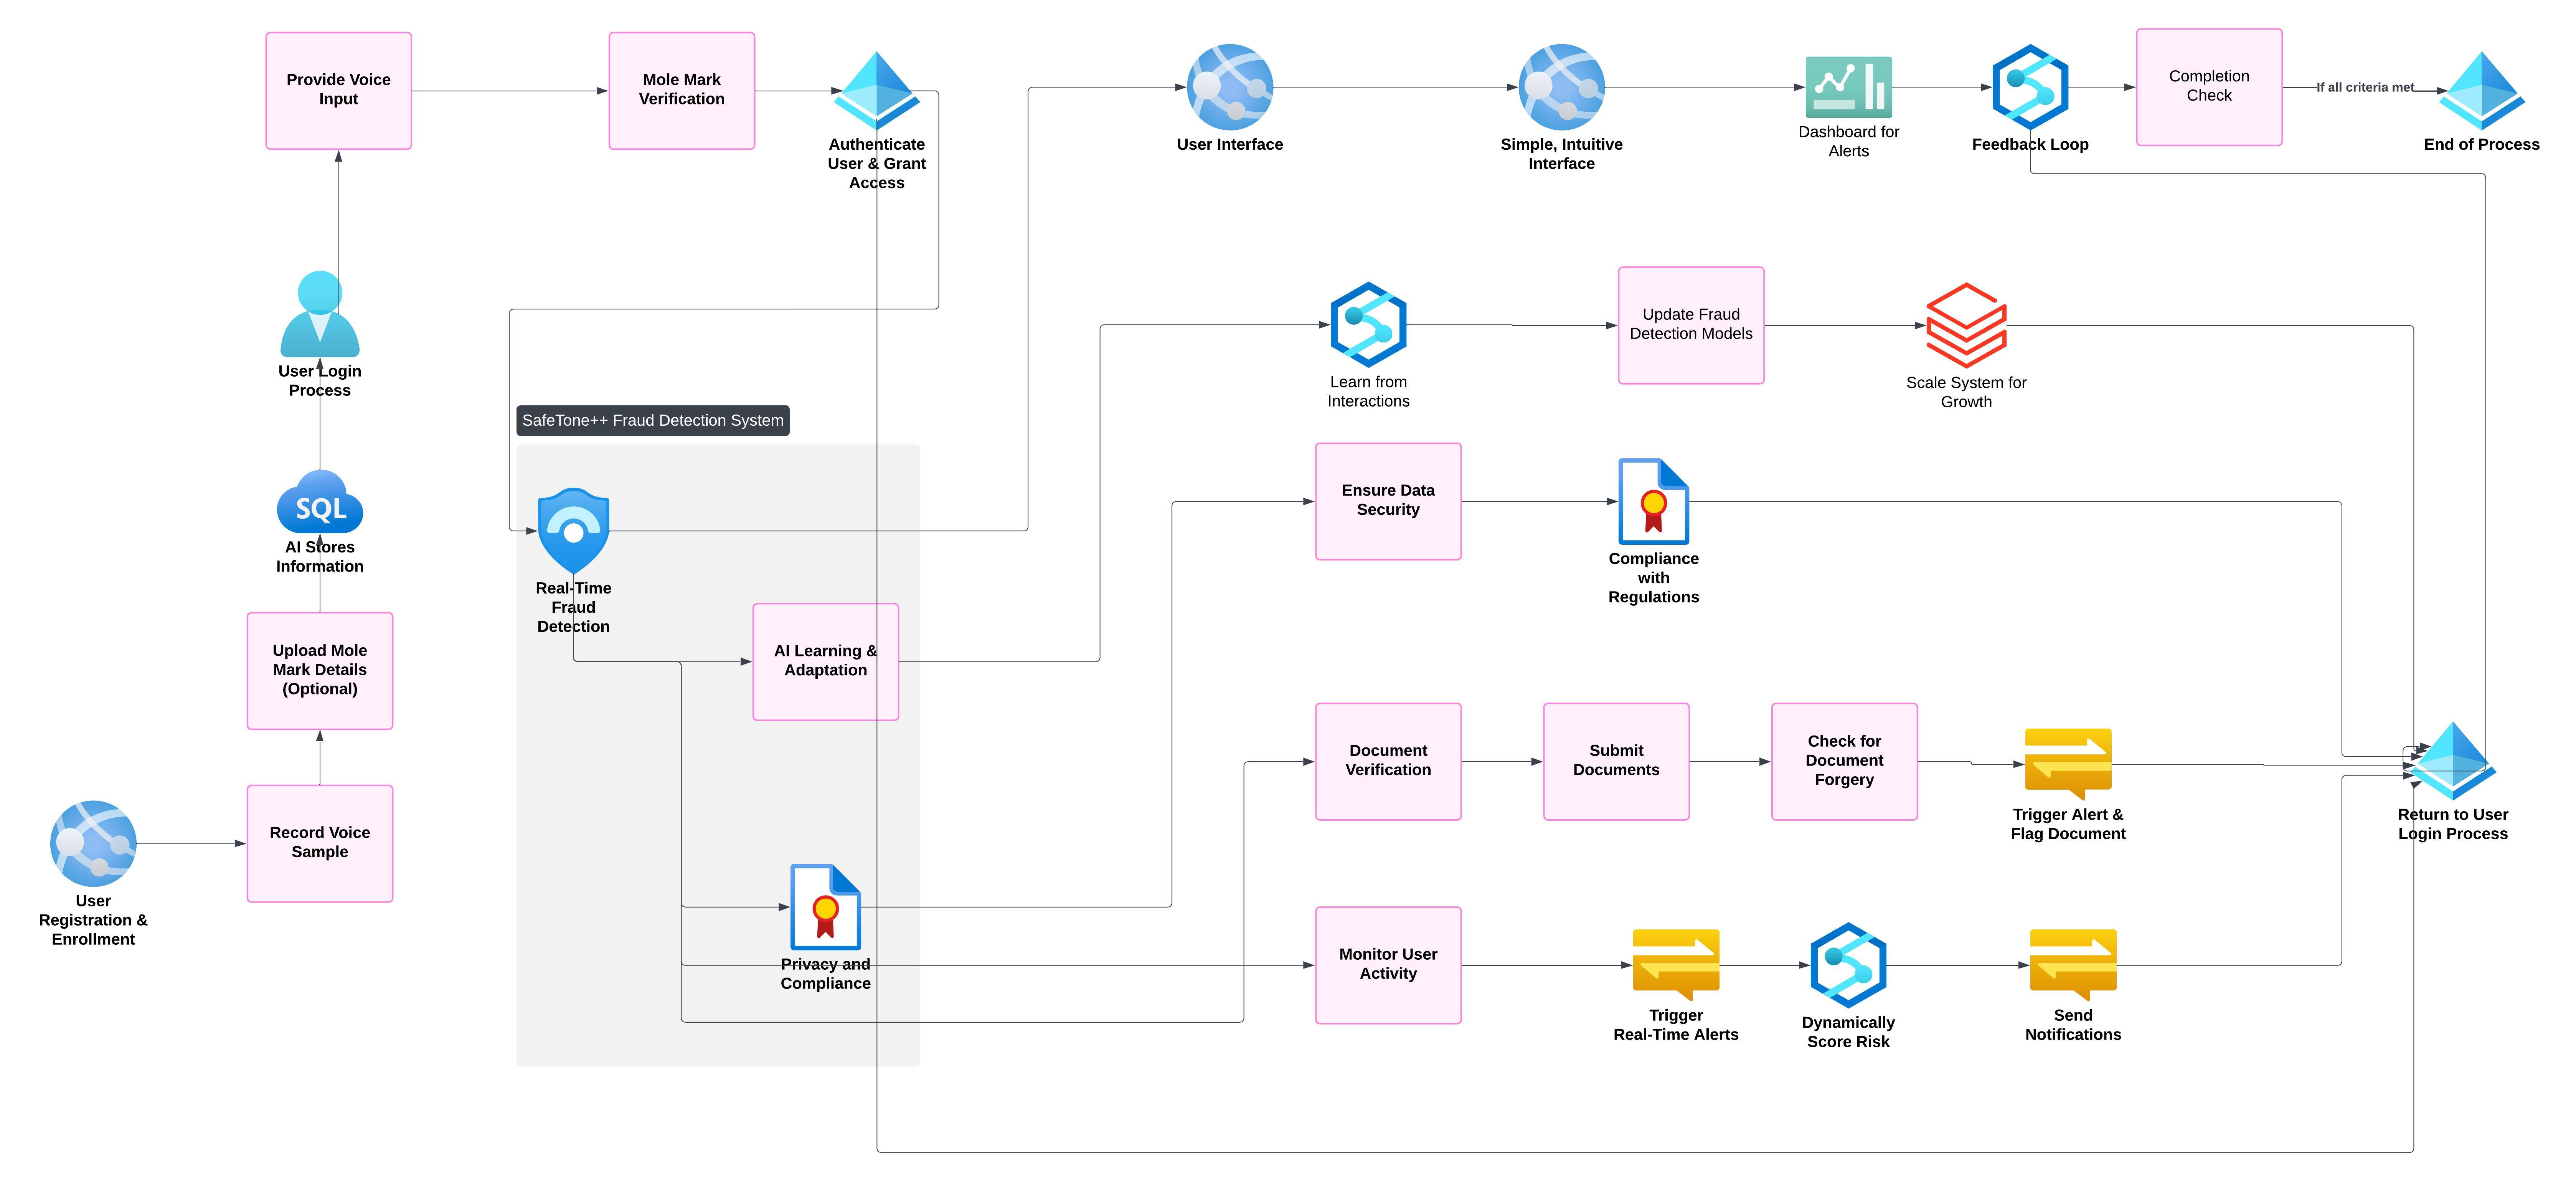 Provide Voice
Input
Mole Mark
Verification
Authenticate
User & Grant
Access
User Interface
Simple, Intuitive
Interface
Dashboard for
Alerts
Feedback Loop
Completion
Check
If all criteria met
End of Process
User Login
Process
Learn from
Interactions
Update Fraud
Detection Models
Scale System for
Growth
SafeTone++ Fraud Detection System
SQL
AI Stores
Information
Real-Time
Fraud
Detection
Ensure Data
Security
Compliance
with
Regulations
Upload Mole
Mark Details
(Optional)
AI Learning &
Adaptation
Document
Verification
Submit
Documents
Check for
Document
Forgery
Trigger Alert &
Flag Document
Return to User
Login Process
Record Voice
Sample
User
Registration &
Enrollment
Privacy and
Compliance
Monitor User
Activity
Trigger
Real-Time Alerts
Dynamically
Score Risk
Send
Notifications